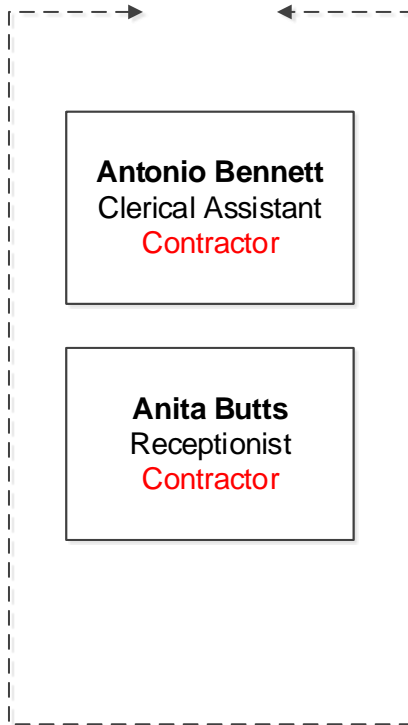 Antonio Bennett
Clerical Assistant
Contractor
Anita Butts
Receptionist
Contractor